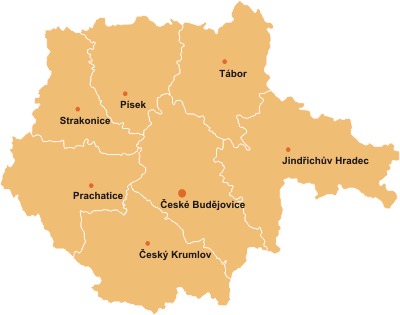 Tábor
Písek
Strakonice
Jindřichův Hradec
Prachatice
České Budějovice
Český Krumlov